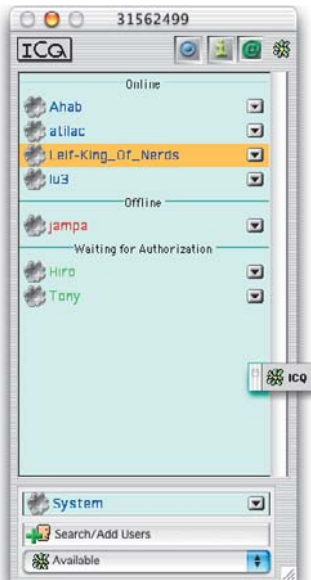 31562499
ICQ
Online
Ahab
atilac
Leif-King_Of_Nerds
lu3
Offline
jampa
Waiting for Authorization
Hiro
Tony
ICQ
System
Search/Add Users
Available